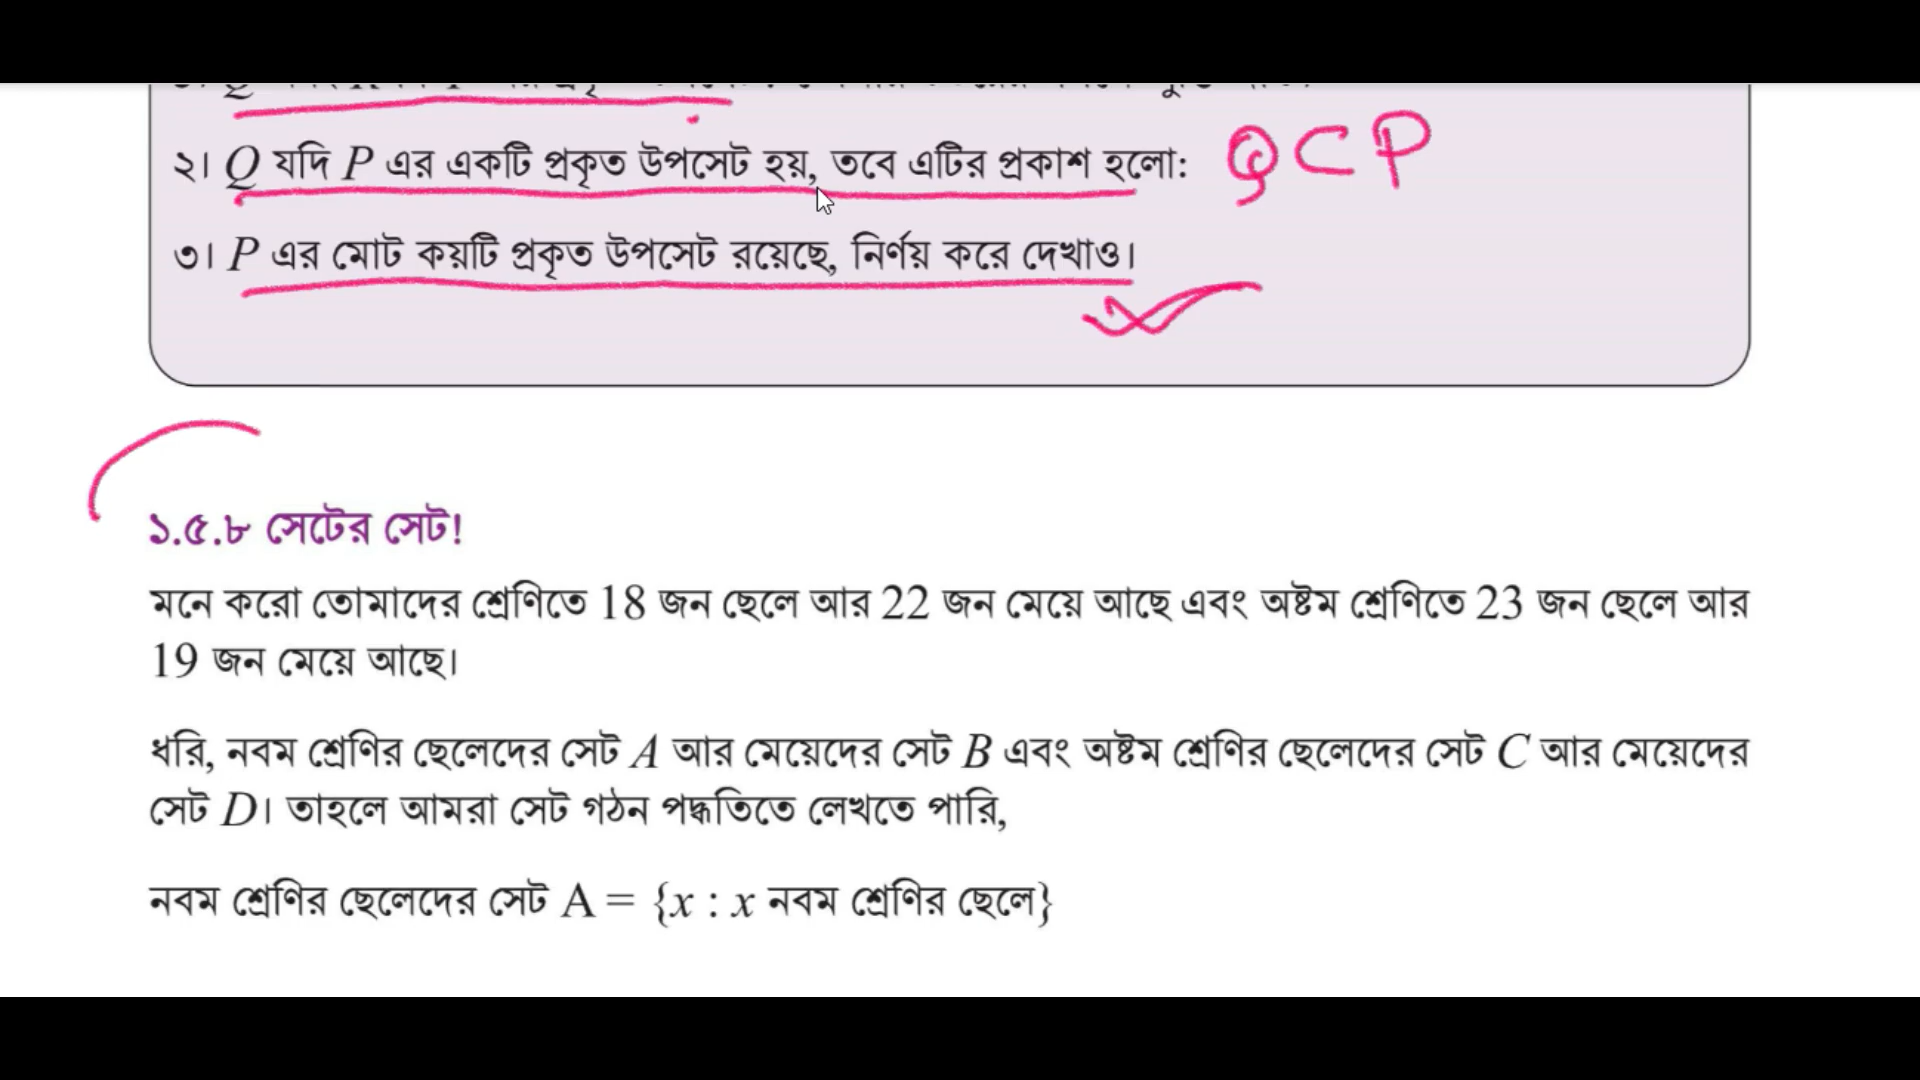 ২। Q যদি P এর একটি প্রকৃত উপসেট হয়, তবে এটির প্রকাশ হলো: Q ⊂ P
৩। P এর মোট কয়টি প্রকৃত উপসেট রয়েছে, নির্ণয় করে দেখাও।
১.৫.৮ সেটের সেট!
মনে করো তোমাদের শ্রেণিতে 18 জন ছেলে আর 22 জন মেয়ে আছে এবং অষ্টম শ্রেণিতে 23 জন ছেলে আর
19 জন মেয়ে আছে।
ধরি, নবম শ্রেণির ছেলেদের সেট A আর মেয়েদের সেট B এবং অষ্টম শ্রেণির ছেলেদের সেট C আর মেয়েদের
সেট D। তাহলে আমরা সেট গঠন পদ্ধতিতে লেখতে পারি,
নবম শ্রেণির ছেলেদের সেট A = {x : x নবম শ্রেণির ছেলে}